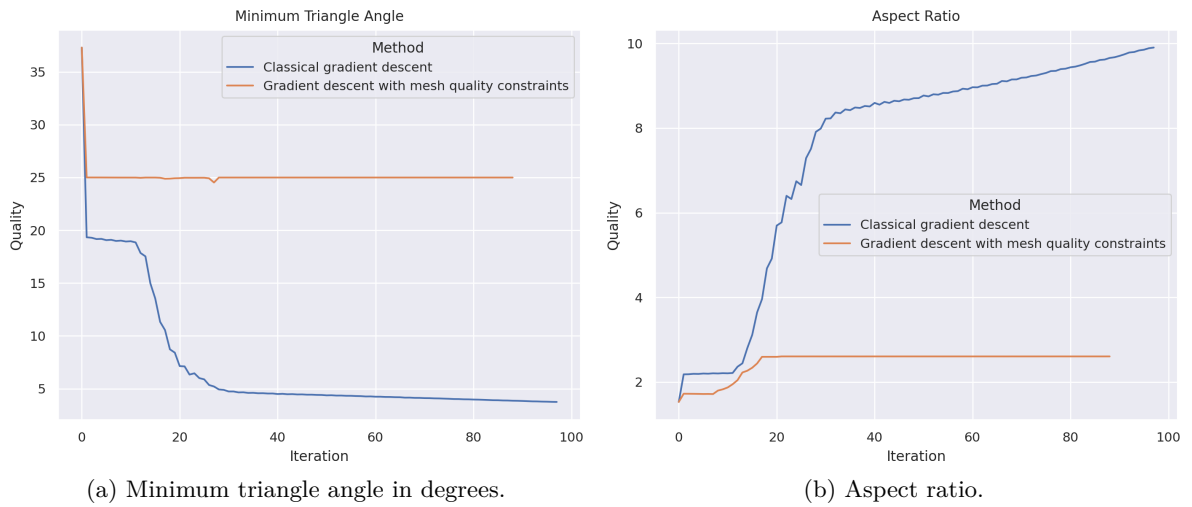 Minimum Triangle Angle
Method
Classical gradient descent
Gradient descent with mesh quality constraints
Quality
35
30
25
20
15
10
5
0
20
40
60
80
100
Iteration
(a) Minimum triangle angle in degrees.
Aspect Ratio
Quality
10
8
6
4
2
Method
Classical gradient descent
Gradient descent with mesh quality constraints
0
20
40
60
80
100
Iteration
(b) Aspect ratio.